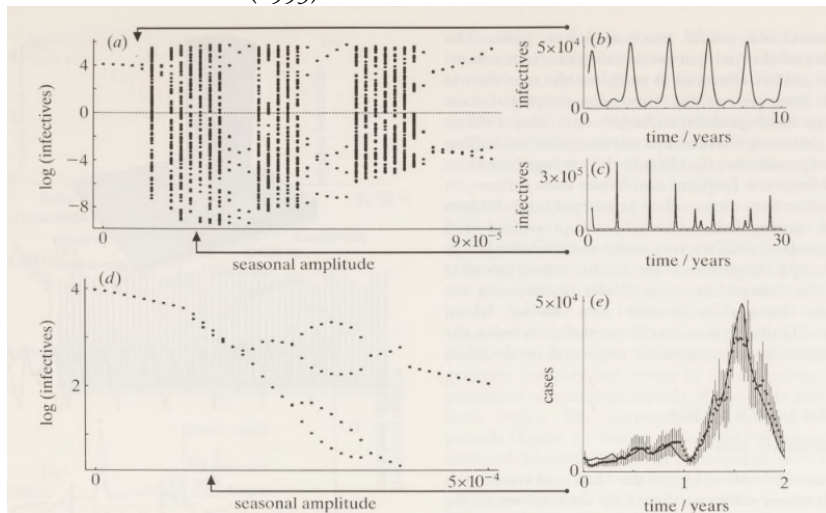 (1993)
(a)
log (infectives)
4
0
−4
−8
0
9×10⁻⁵
seasonal amplitude
(b)
infectives
5×10⁴
0
0
10
time / years
(c)
infectives
3×10⁵
0
0
30
time / years
(d)
log (infectives)
4
2
0
5×10⁻⁴
seasonal amplitude
(e)
cases
5×10⁴
0
0
1
2
time / years